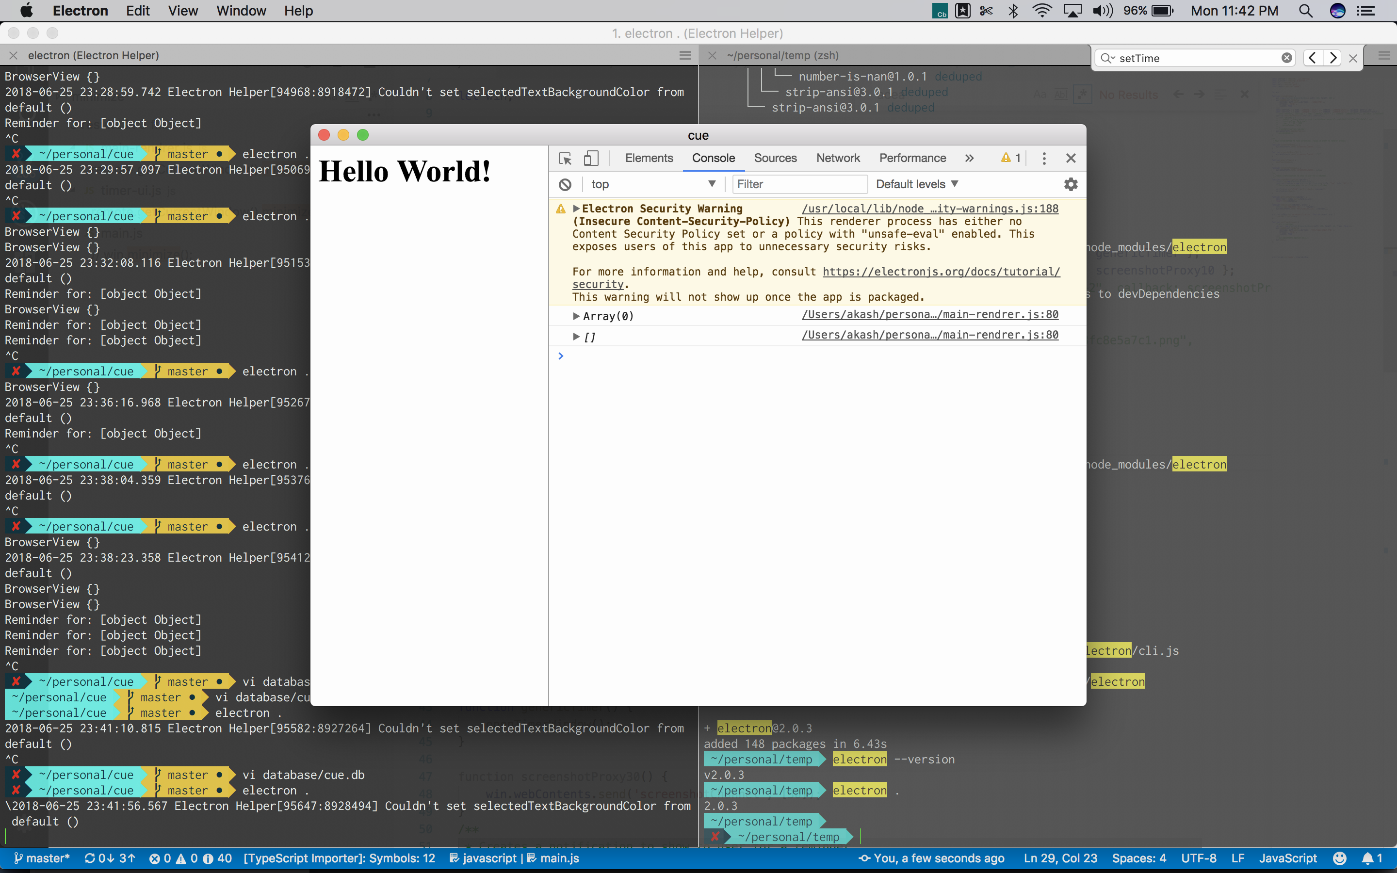 Electron Edit View Window Help
96% Mon 11:42 PM
1. electron . (Electron Helper)
electron (Electron Helper)
~/personal/temp (zsh)
setTime
BrowserView {}
2018-06-25 23:28:59.742 Electron Helper[94968:8918472] Couldn't set selectedTextBackgroundColor from
default ()
Reminder for: [object Object]
^C
✘ ~/personal/cue master ● electron .
2018-06-25 23:29:57.097 Electron Helper[95069
default ()
^C
✘ ~/personal/cue master ● electron .
BrowserView {}
BrowserView {}
2018-06-25 23:32:08.116 Electron Helper[95153
default ()
Reminder for: [object Object]
BrowserView {}
Reminder for: [object Object]
Reminder for: [object Object]
^C
✘ ~/personal/cue master ● electron .
BrowserView {}
2018-06-25 23:36:16.968 Electron Helper[95267
default ()
Reminder for: [object Object]
^C
✘ ~/personal/cue master ● electron .
2018-06-25 23:38:04.359 Electron Helper[95376
default ()
^C
✘ ~/personal/cue master ● electron .
BrowserView {}
2018-06-25 23:38:23.358 Electron Helper[95412
default ()
BrowserView {}
BrowserView {}
Reminder for: [object Object]
Reminder for: [object Object]
Reminder for: [object Object]
^C
✘ ~/personal/cue master ● vi databas
~/personal/cue master ● vi database/cu
~/personal/cue master ● electron .
2018-06-25 23:41:10.815 Electron Helper[95582:8927264] Couldn't set selectedTextBackgroundColor from
default ()
^C
✘ ~/personal/cue master ● vi database/cue.db
✘ ~/personal/cue master ● electron .
\2018-06-25 23:41:56.567 Electron Helper[95647:8928494] Couldn't set selectedTextBackgroundColor from
default ()
timer-ui.js
main.js
function screenshotProxy30() {
win.webContents.send('screensh
cue
Hello World!
Elements Console Sources Network Performance » 1
top Filter Default levels
Electron Security Warning /usr/local/lib/node …ity-warnings.js:188
(Insecure Content-Security-Policy) This renderer process has either no
Content Security Policy set or a policy with "unsafe-eval" enabled. This
exposes users of this app to unnecessary security risks.
For more information and help, consult https://electronjs.org/docs/tutorial/
security.
This warning will not show up once the app is packaged.
Array(0) /Users/akash/persona…/main-rendrer.js:80
[] /Users/akash/persona…/main-rendrer.js:80
number-is-nan@1.0.1 deduped
strip-ansi@3.0.1 deduped
strip-ansi@3.0.1 deduped
No Results
node_modules/electron
s to devDependencies
node_modules/electron
lectron/cli.js
/electron
+ electron@2.0.3
added 148 packages in 6.43s
~/personal/temp electron --version
v2.0.3
~/personal/temp electron .
2.0.3
~/personal/temp
✘ ~/personal/temp
master* 0↓ 3↑ 0 0 40 [TypeScript Importer]: Symbols: 12 javascript | main.js
You, a few seconds ago Ln 29, Col 23 Spaces: 4 UTF-8 LF JavaScript 1